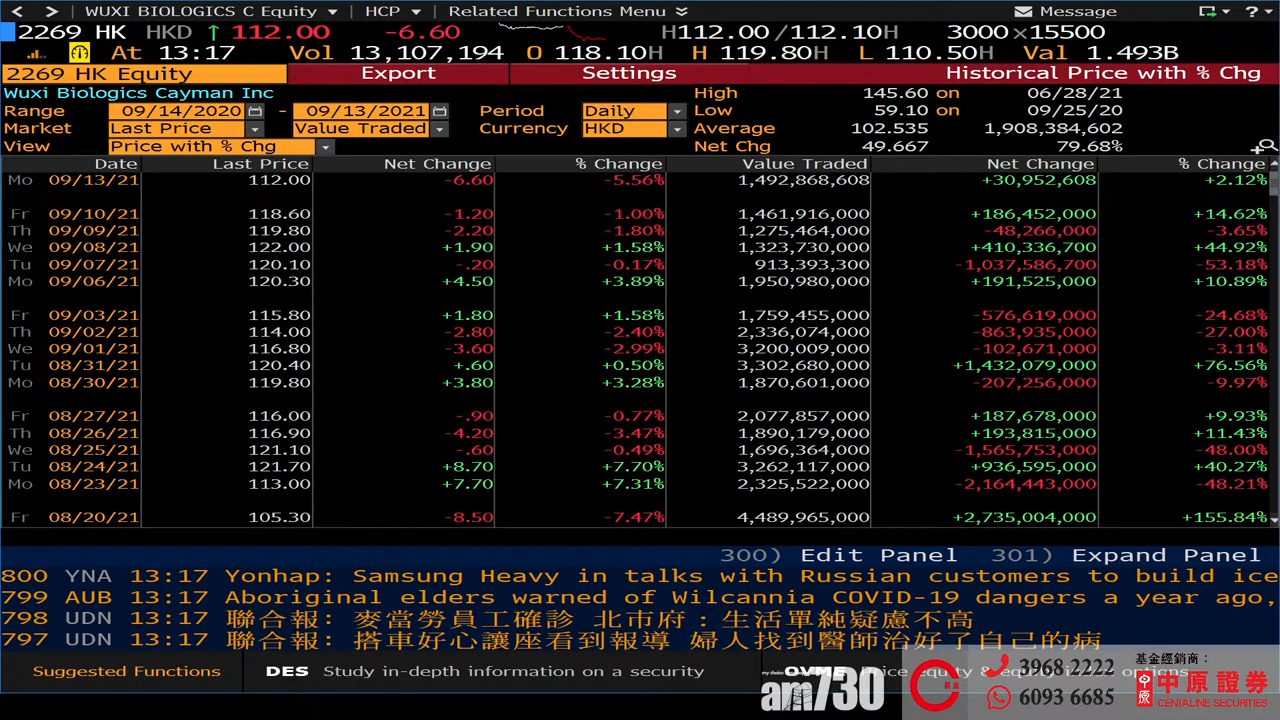 < > WUXI BIOLOGICS C Equity HCP Related Functions Menu Message ?
2269 HK HKD ↑ 112.00 -6.60 H112.00/112.10H 3000×15500
At 13:17 Vol 13,107,194 O 118.10H H 119.80H L 110.50H Val 1.493B
2269 HK Equity Export Settings Historical Price with % Chg
Wuxi Biologics Cayman Inc High 145.60 on 06/28/21
Range 09/14/2020 - 09/13/2021 Period Daily Low 59.10 on 09/25/20
Market Last Price Value Traded Currency HKD Average 102.535 1,908,384,602
View Price with % Chg Net Chg 49.667 79.68%
Date Last Price Net Change % Change Value Traded Net Change % Change
Mo 09/13/21 112.00 -6.60 -5.56% 1,492,868,608 +30,952,608 +2.12%
Fr 09/10/21 118.60 -1.20 -1.00% 1,461,916,000 +186,452,000 +14.62%
Th 09/09/21 119.80 -2.20 -1.80% 1,275,464,000 -48,266,000 -3.65%
We 09/08/21 122.00 +1.90 +1.58% 1,323,730,000 +410,336,700 +44.92%
Tu 09/07/21 120.10 -.20 -0.17% 913,393,300 -1,037,586,700 -53.18%
Mo 09/06/21 120.30 +4.50 +3.89% 1,950,980,000 +191,525,000 +10.89%
Fr 09/03/21 115.80 +1.80 +1.58% 1,759,455,000 -576,619,000 -24.68%
Th 09/02/21 114.00 -2.80 -2.40% 2,336,074,000 -863,935,000 -27.00%
We 09/01/21 116.80 -3.60 -2.99% 3,200,009,000 -102,671,000 -3.11%
Tu 08/31/21 120.40 +.60 +0.50% 3,302,680,000 +1,432,079,000 +76.56%
Mo 08/30/21 119.80 +3.80 +3.28% 1,870,601,000 -207,256,000 -9.97%
Fr 08/27/21 116.00 -.90 -0.77% 2,077,857,000 +187,678,000 +9.93%
Th 08/26/21 116.90 -4.20 -3.47% 1,890,179,000 +193,815,000 +11.43%
We 08/25/21 121.10 -.60 -0.49% 1,696,364,000 -1,565,753,000 -48.00%
Tu 08/24/21 121.70 +8.70 +7.70% 3,262,117,000 +936,595,000 +40.27%
Mo 08/23/21 113.00 +7.70 +7.31% 2,325,522,000 -2,164,443,000 -48.21%
Fr 08/20/21 105.30 -8.50 -7.47% 4,489,965,000 +2,735,004,000 +155.84%
300) Edit Panel 301) Expand Panel
800 YNA 13:17 Yonhap: Samsung Heavy in talks with Russian customers to build ice
799 AUB 13:17 Aboriginal elders warned of Wilcannia COVID-19 dangers a year ago,
798 UDN 13:17 聯合報: 麥當勞員工確診 北市府：生活單純疑慮不高
797 UDN 13:17 聯合報: 搭車好心讓座看到報導 婦人找到醫師治好了自己的病
Suggested Functions DES Study in-depth information on a security OVME Price equity & equity index options
am730
基金
3968 2222
6093 6685
基金經銷商：
中原證券
CENTALINE SECURITIES